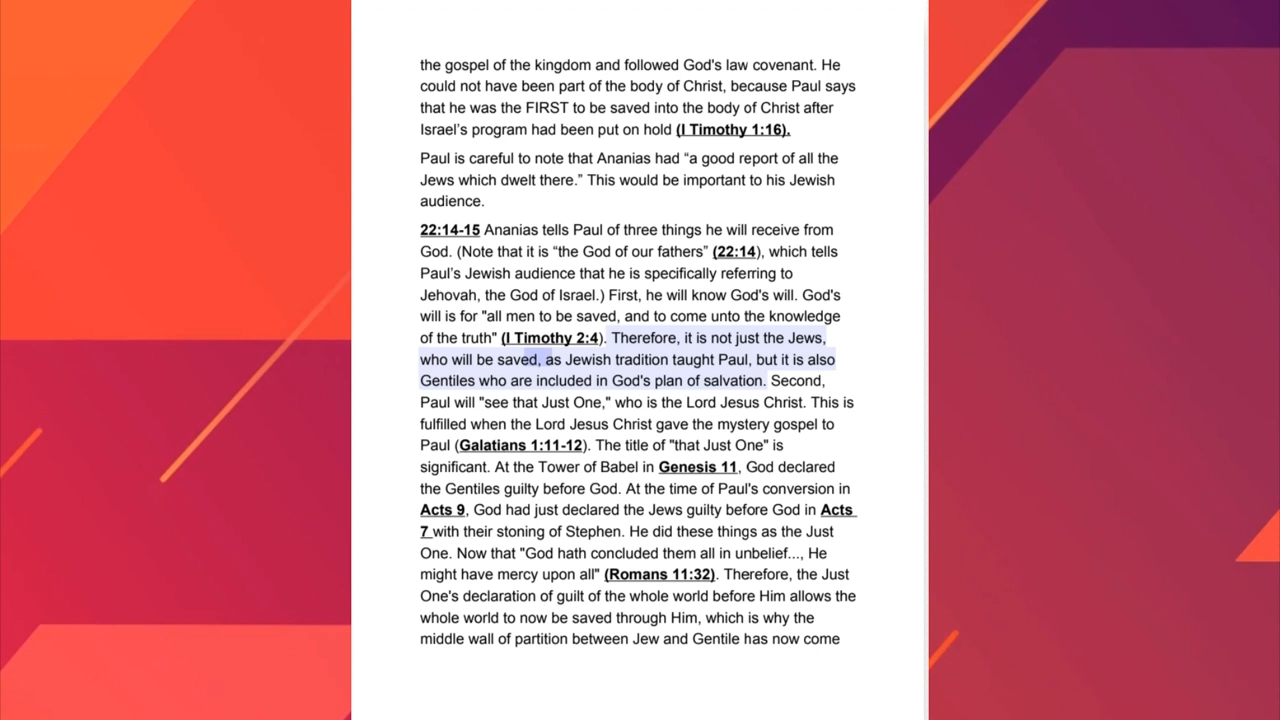 the gospel of the kingdom and followed God's law covenant. He
could not have been part of the body of Christ, because Paul says
that he was the FIRST to be saved into the body of Christ after
Israel’s program had been put on hold (I Timothy 1:16).
Paul is careful to note that Ananias had “a good report of all the
Jews which dwelt there.” This would be important to his Jewish
audience.
22:14-15 Ananias tells Paul of three things he will receive from
God. (Note that it is “the God of our fathers” (22:14), which tells
Paul’s Jewish audience that he is specifically referring to
Jehovah, the God of Israel.) First, he will know God's will. God's
will is for "all men to be saved, and to come unto the knowledge
of the truth" (I Timothy 2:4). Therefore, it is not just the Jews,
who will be saved, as Jewish tradition taught Paul, but it is also
Gentiles who are included in God's plan of salvation. Second,
Paul will "see that Just One," who is the Lord Jesus Christ. This is
fulfilled when the Lord Jesus Christ gave the mystery gospel to
Paul (Galatians 1:11-12). The title of "that Just One" is
significant. At the Tower of Babel in Genesis 11, God declared
the Gentiles guilty before God. At the time of Paul's conversion in
Acts 9, God had just declared the Jews guilty before God in Acts
7 with their stoning of Stephen. He did these things as the Just
One. Now that "God hath concluded them all in unbelief..., He
might have mercy upon all" (Romans 11:32). Therefore, the Just
One's declaration of guilt of the whole world before Him allows the
whole world to now be saved through Him, which is why the
middle wall of partition between Jew and Gentile has now come